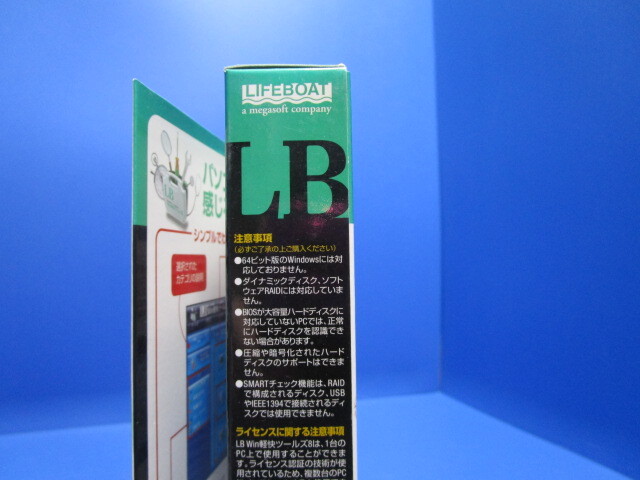 LIFEBOAT
a megasoft company
LB
注意事項
(必ずご了承の上ご購入ください)
●64ビット版のWindowsには対
応しておりません。
●ダイナミックディスク、ソフト
ウェアRAIDには対応していま
せん。
●BIOSが大容量ハードディスクに
対応していないPCでは、正常
にハードディスクを認識でき
ない場合があります。
●圧縮や暗号化されたハード
ディスクのサポートはできま
せん。
●SMARTチェック機能は、RAID
で構成されるディスク、USB
やIEEE1394で接続されるディ
スクでは使用できません。
ライセンスに関する注意事項
LB Win軽快ツールズ8は、1台の
PC上で使用することができま
す。ライセンス認証の技術が使
用されているため、複数台のPC
パソ
感じ
シンプルでセ
LB